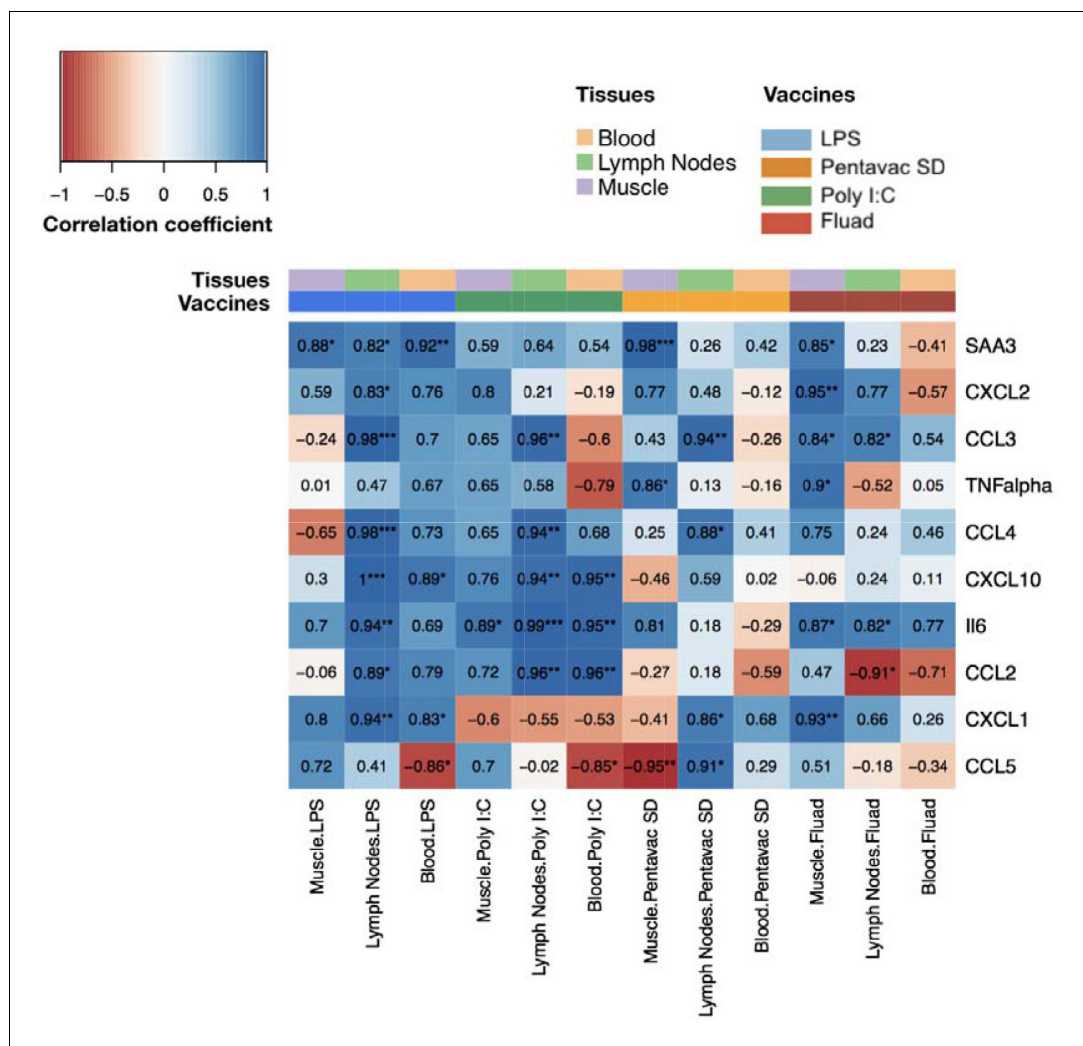 Tissues Vaccines
Blood LPS
Lymph Nodes Pentavac SD
Muscle Poly I:C
Fluad
−1 −0.5 0 0.5 1
Correlation coefficient
Tissues
Vaccines
0.88* 0.82* 0.92** 0.59 0.64 0.54 0.98*** 0.26 0.42 0.85* 0.23 −0.41 SAA3
0.59 0.83* 0.76 0.8 0.21 −0.19 0.77 0.48 −0.12 0.95** 0.77 −0.57 CXCL2
−0.24 0.98*** 0.7 0.65 0.96** −0.6 0.43 0.94** −0.26 0.84* 0.82* 0.54 CCL3
0.01 0.47 0.67 0.65 0.58 −0.79 0.86* 0.13 −0.16 0.9* −0.52 0.05 TNFalpha
−0.65 0.98*** 0.73 0.65 0.94** 0.68 0.25 0.88* 0.41 0.75 0.24 0.46 CCL4
0.3 1*** 0.89* 0.76 0.94** 0.95** −0.46 0.59 0.02 −0.06 0.24 0.11 CXCL10
0.7 0.94** 0.69 0.89* 0.99*** 0.95** 0.81 0.18 −0.29 0.87* 0.82* 0.77 Il6
−0.06 0.89* 0.79 0.72 0.96** 0.96** −0.27 0.18 −0.59 0.47 −0.91* −0.71 CCL2
0.8 0.94** 0.83* −0.6 −0.55 −0.53 −0.41 0.86* 0.68 0.93** 0.66 0.26 CXCL1
0.72 0.41 −0.86* 0.7 −0.02 −0.85* −0.95** 0.91* 0.29 0.51 −0.18 −0.34 CCL5
Muscle.LPS
Lymph Nodes.LPS
Blood.LPS
Muscle.Poly I:C
Lymph Nodes.Poly I:C
Blood.Poly I:C
Muscle.Pentavac SD
Lymph Nodes.Pentavac SD
Blood.Pentavac SD
Muscle.Fluad
Lymph Nodes.Fluad
Blood.Fluad